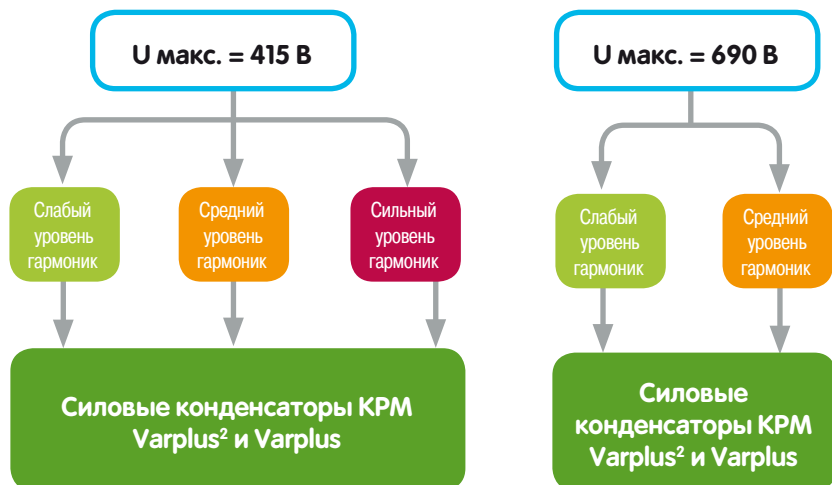 U макс. = 415 В
U макс. = 690 В
Слабый
уровень
гармоник
Средний
уровень
гармоник
Сильный
уровень
гармоник
Слабый
уровень
гармоник
Средний
уровень
гармоник
Силовые конденсаторы КРМ
Varplus² и Varplus
Силовые
конденсаторы КРМ
Varplus² и Varplus